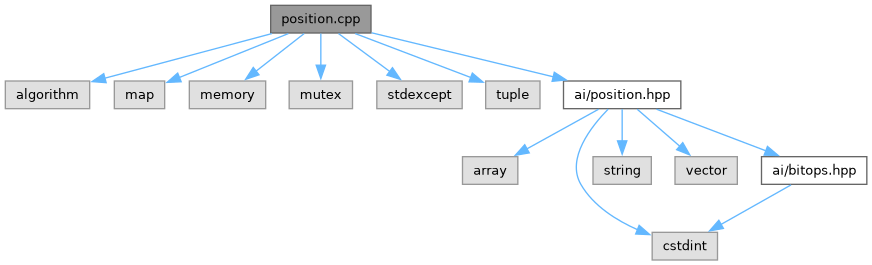 position.cpp
algorithm
map
memory
mutex
stdexcept
tuple
ai/position.hpp
array
string
vector
ai/bitops.hpp
cstdint